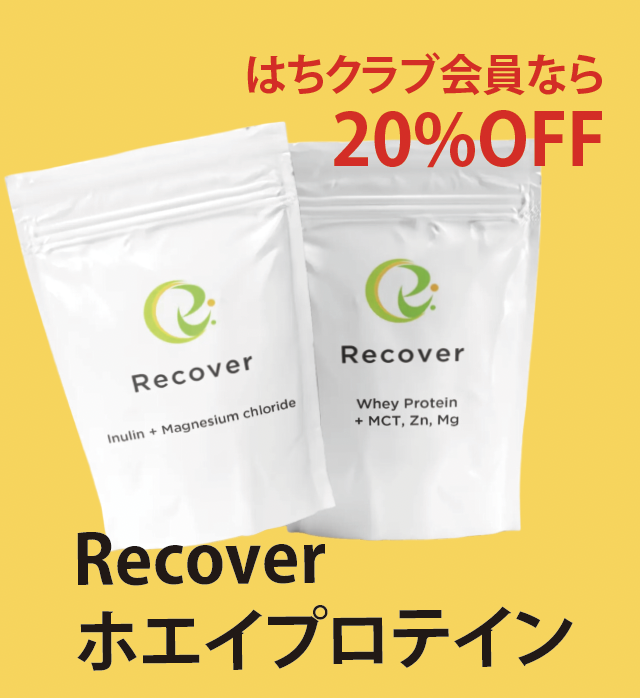 はちクラブ会員なら
20%OFF
Recover
Inulin + Magnesium chloride
Recover
Whey Protein
+ MCT, Zn, Mg
Recover
ホエイプロテイン